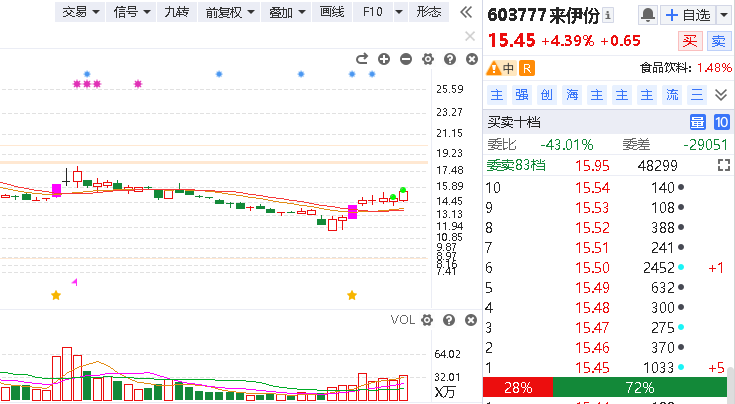 交易 信号 九转 前复权 叠加 画线 F10 形态
25.59
23.27
21.15
19.23
17.48
15.89
14.45
13.13
11.94
10.85
9.87
8.97
8.16
7.41
VOL
64.02
32.01
X万
603777 来伊份
自选
15.45 +4.39% +0.65 买 卖
中 R 食品饮料: 1.48%
主 强 创 海 主 主 主 流 三
买卖十档 量 10
委比 -43.01% 委差 -29051
委卖83档 15.95 48299
10 15.54 140
9 15.53 108
8 15.52 388
7 15.51 241
6 15.50 2452 +1
5 15.49 632
4 15.48 300
3 15.47 275
2 15.46 370
1 15.45 1033 +5
28% 72%